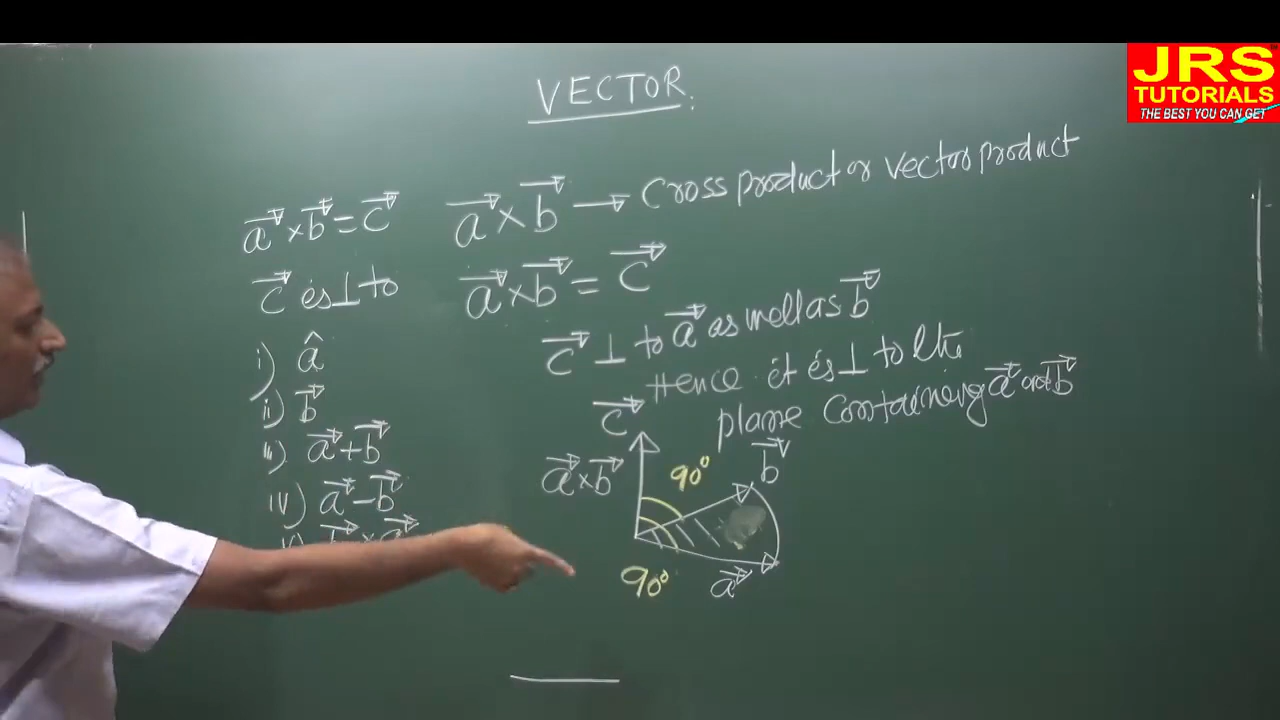 JRS
TUTORIALS
THE BEST YOU CAN GET
VECTOR
a⃗ × b⃗ = c⃗
c⃗ is ⊥ to
i) â
ii) b⃗
iii) a⃗ + b⃗
iv) a⃗ − b⃗
a⃗ × b⃗ → Cross product or vector product
a⃗ × b⃗ = c⃗
c⃗ ⊥ to a⃗ as well as b⃗
Hence it is ⊥ to the
plane containing a⃗ and b⃗
c⃗
a⃗ × b⃗
90°
b⃗
90°
a⃗